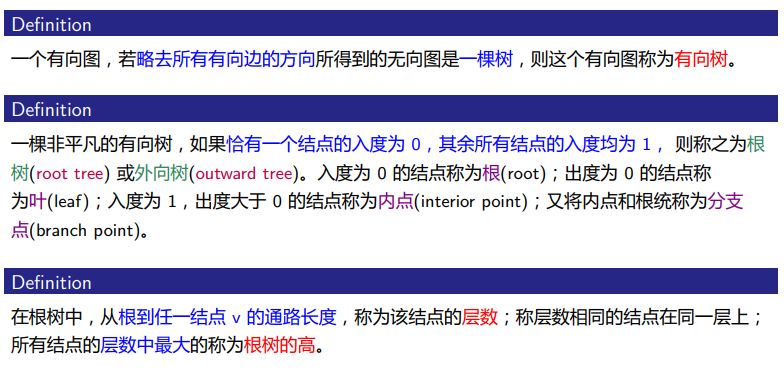 Definition
一个有向图，若略去所有有向边的方向所得到的无向图是一棵树，则这个有向图称为有向树。
Definition
一棵非平凡的有向树，如果恰有一个结点的入度为 0，其余所有结点的入度均为 1， 则称之为根
树(root tree) 或外向树(outward tree)。入度为 0 的结点称为根(root)；出度为 0 的结点称
为叶(leaf)；入度为 1，出度大于 0 的结点称为内点(interior point)；又将内点和根统称为分支
点(branch point)。
Definition
在根树中，从根到任一结点 v 的通路长度，称为该结点的层数；称层数相同的结点在同一层上；
所有结点的层数中最大的称为根树的高。